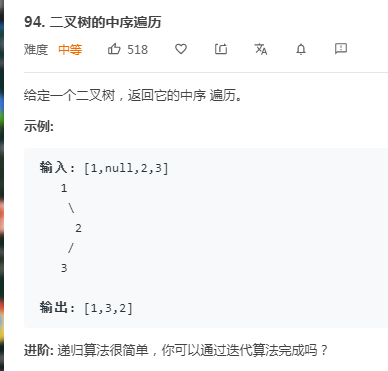 94. 二叉树的中序遍历
难度 中等 518
给定一个二叉树，返回它的中序 遍历。
示例:
输入: [1,null,2,3]
1
\
2
/
3
输出: [1,3,2]
进阶: 递归算法很简单，你可以通过迭代算法完成吗？